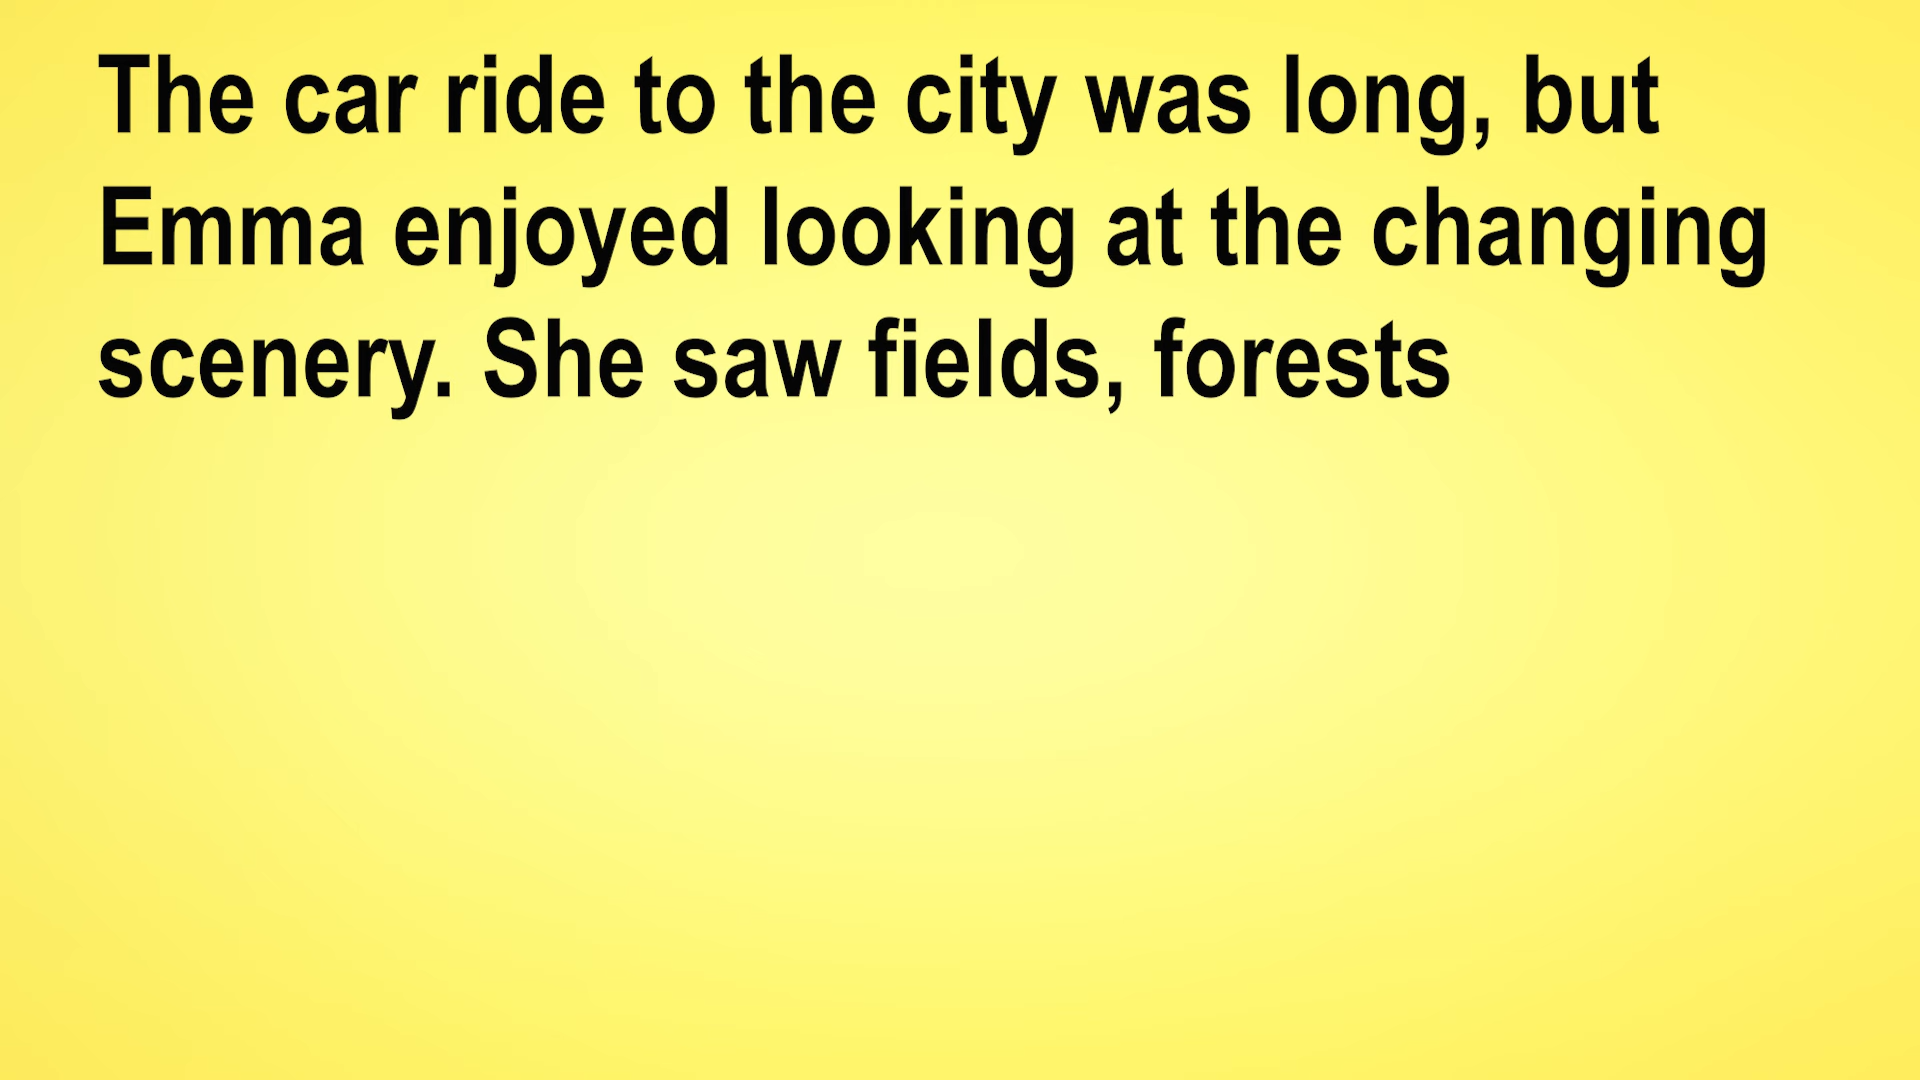 The car ride to the city was long, but
Emma enjoyed looking at the changing
scenery. She saw fields, forests